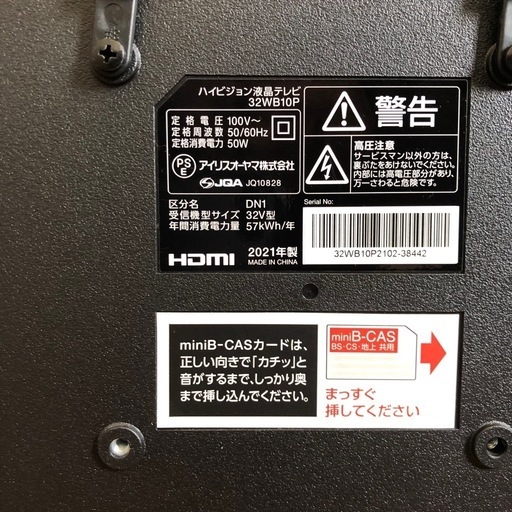 ハイビジョン液晶テレビ
32WB10P
定格電圧 100V～
定格周波数 50/60Hz
定格消費電力 50W
PSE
アイリスオーヤマ株式会社
JQA JQ10828
区分名 DN1
受信機型サイズ 32V型
年間消費電力量 57kWh/年
HDMI
2021年製
MADE IN CHINA
警告
高圧注意
サービスマン以外の方は、
裏ぶたをあけないでください。
内部には高電圧部分があり、
万一さわると危険です。
Serial No:
32WB10P2102-38442
miniB-CASカードは、
正しい向きで「カチッ」と
音がするまで、しっかり奥
まで挿し込んでください。
miniB-CAS
BS・CS・地上 共用
まっすぐ
挿してください